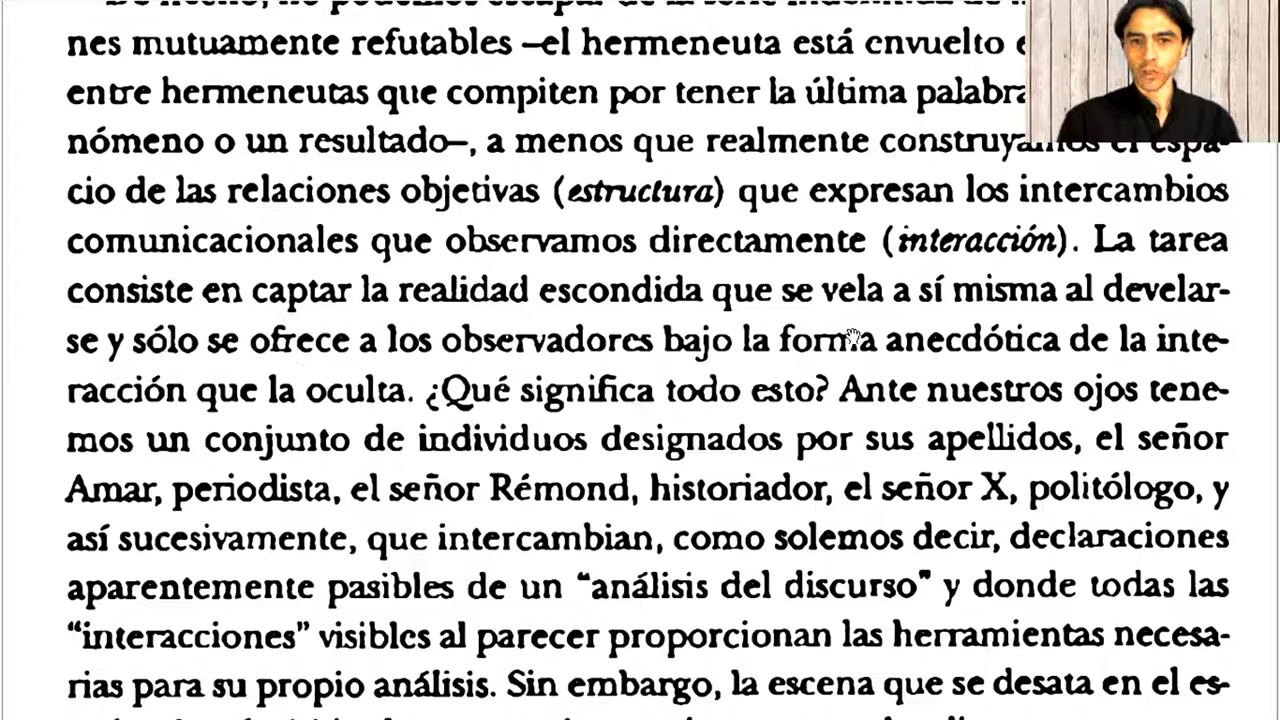 nes mutuamente refutables —el hermeneuta está envuelto
entre hermeneutas que compiten por tener la última palabra
nómeno o un resultado—, a menos que realmente construyamos el espa-
cio de las relaciones objetivas (estructura) que expresan los intercambios
comunicacionales que observamos directamente (interacción). La tarea
consiste en captar la realidad escondida que se vela a sí misma al develar-
se y sólo se ofrece a los observadores bajo la forma anecdótica de la inte-
racción que la oculta. ¿Qué significa todo esto? Ante nuestros ojos tene-
mos un conjunto de individuos designados por sus apellidos, el señor
Amar, periodista, el señor Rémond, historiador, el señor X, politólogo, y
así sucesivamente, que intercambian, como solemos decir, declaraciones
aparentemente pasibles de un “análisis del discurso” y donde todas las
“interacciones” visibles al parecer proporcionan las herramientas necesa-
rias para su propio análisis. Sin embargo, la escena que se desata en el es-